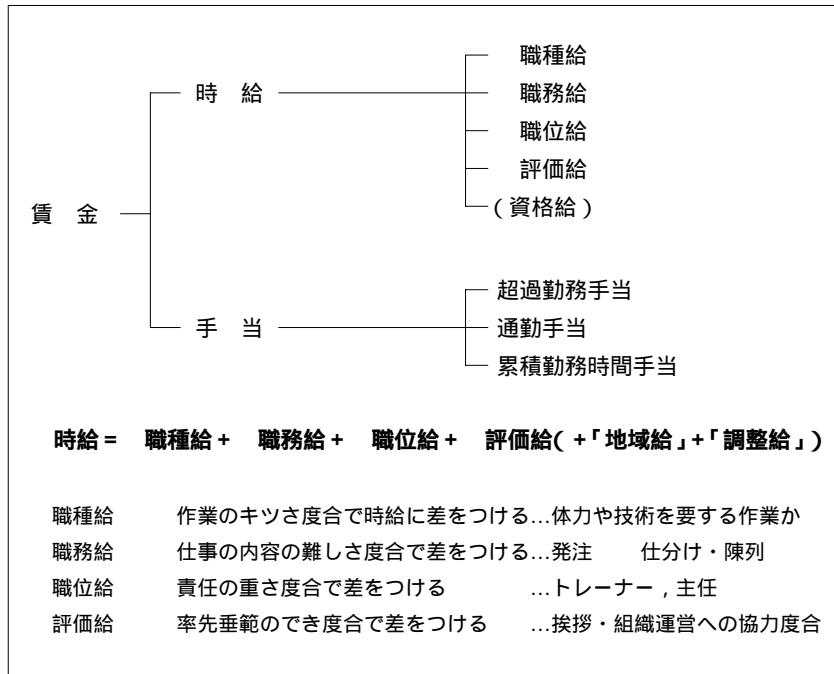 職種給
時　給
職務給
職位給
評価給
(資格給)
賃　金
超過勤務手当
手　当
通勤手当
累積勤務時間手当
時給＝　職種給＋　職務給＋　職位給＋　評価給(＋「地域給」＋「調整給」)
職種給　作業のキツさ度合で時給に差をつける…体力や技術を要する作業か
職務給　仕事の内容の難しさ度合で差をつける…発注　仕分け・陳列
職位給　責任の重さ度合で差をつける　…トレーナー，主任
評価給　率先垂範のでき度合で差をつける　…挨拶・組織運営への協力度合